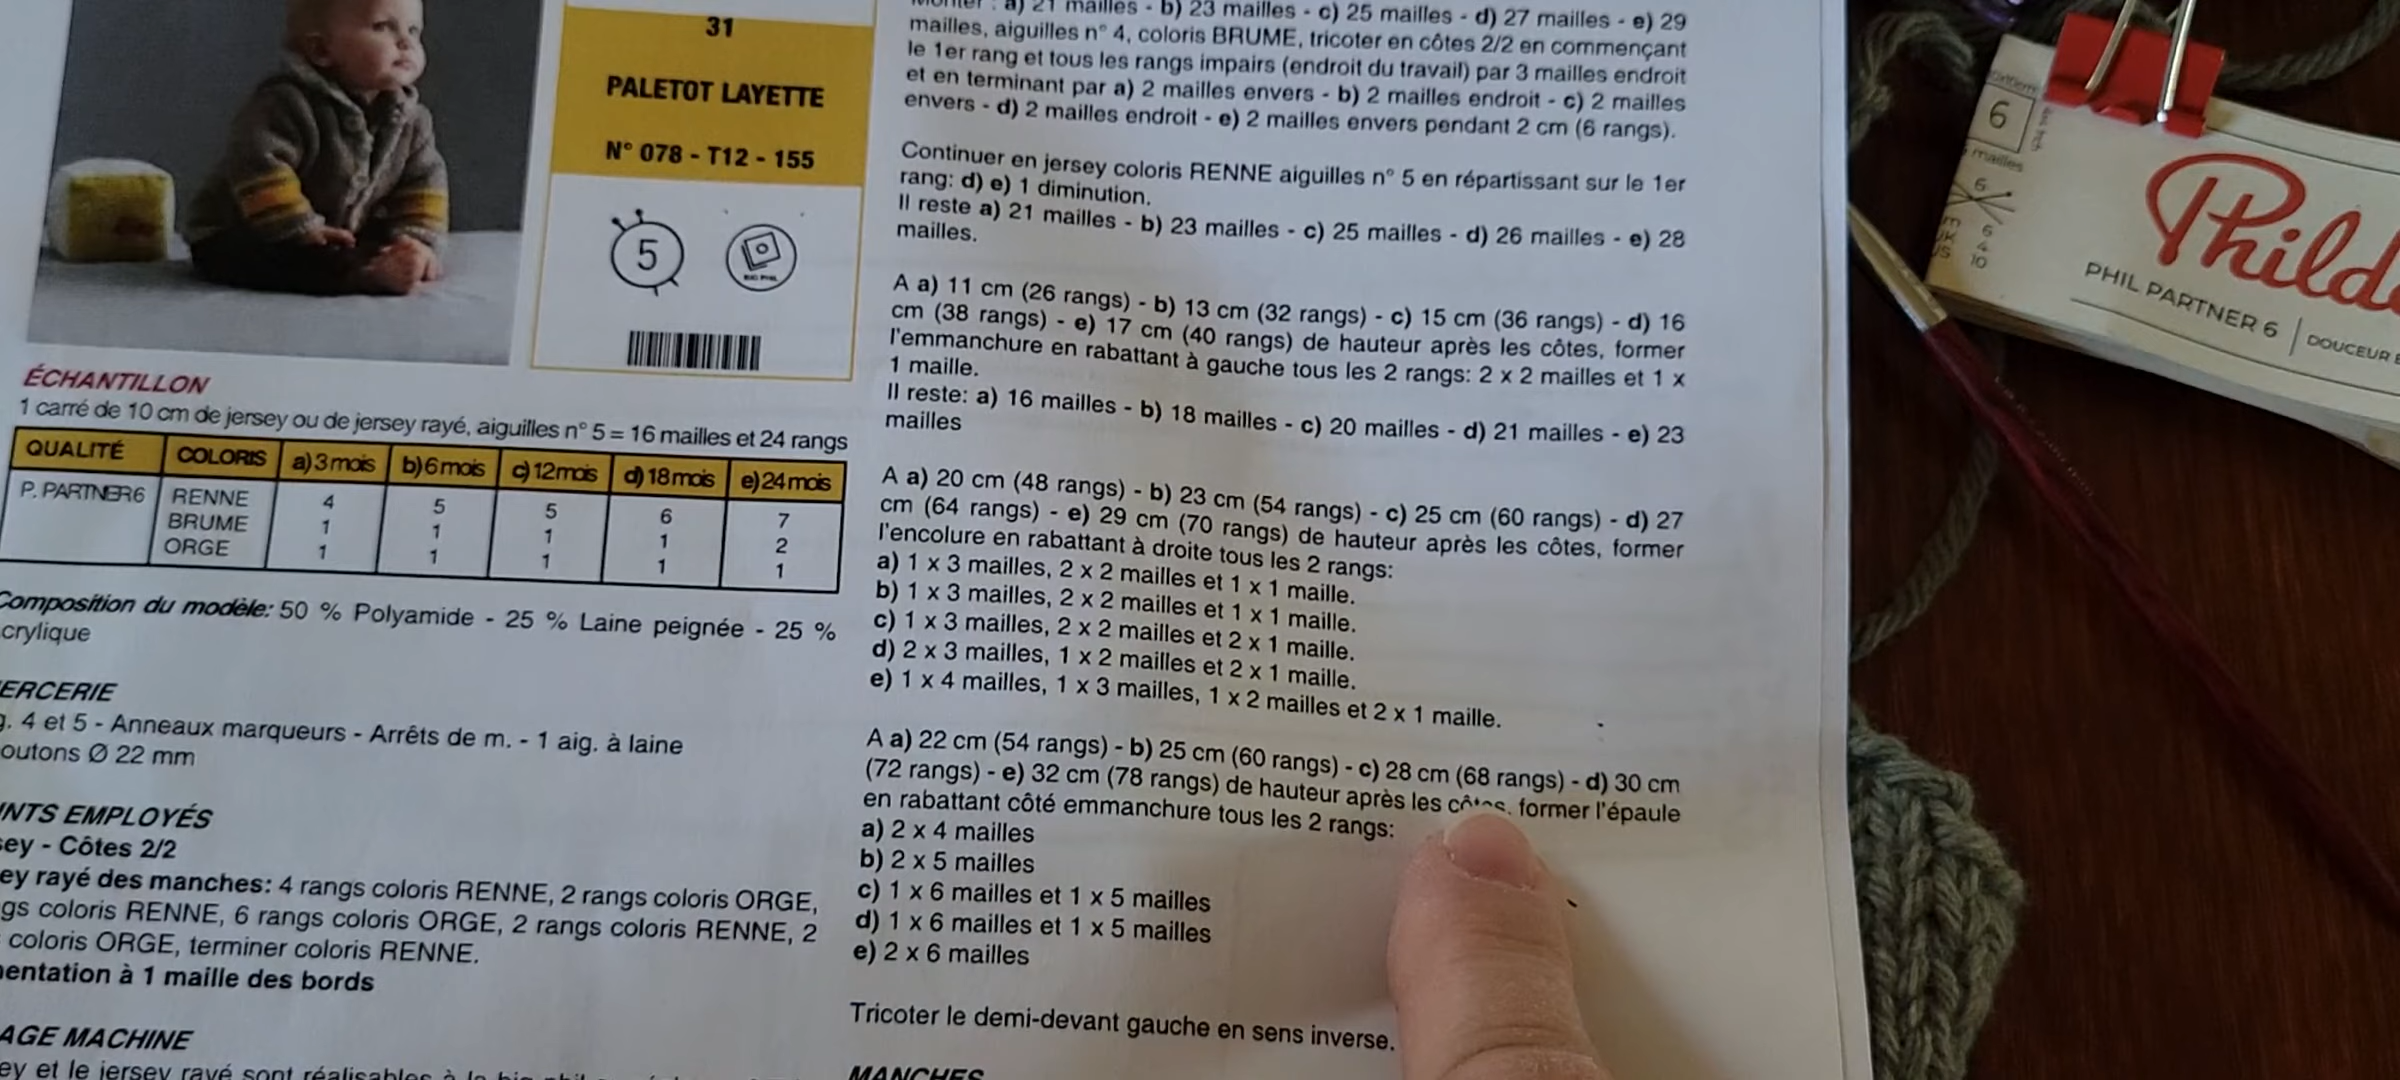 31
PALETOT LAYETTE
N° 078 - T12 - 155
5
ÉCHANTILLON
1 carré de 10 cm de jersey ou de jersey rayé, aiguilles n° 5 = 16 mailles et 24 rangs
QUALITÉ COLORIS a) 3 mois b) 6 mois c) 12 mois d) 18 mois e) 24 mois
P. PARTNER 6 RENNE 4 5 5 6 7
BRUME 1 1 1 1 2
ORGE 1 1 1 1 1
Composition du modèle: 50 % Polyamide - 25 % Laine peignée - 25 %
crylique
ERCERIE
g. 4 et 5 - Anneaux marqueurs - Arrêts de m. - 1 aig. à laine
outons Ø 22 mm
NTS EMPLOYÉS
sey - Côtes 2/2
ey rayé des manches: 4 rangs coloris RENNE, 2 rangs coloris ORGE,
gs coloris RENNE, 6 rangs coloris ORGE, 2 rangs coloris RENNE, 2
coloris ORGE, terminer coloris RENNE.
entation à 1 maille des bords
AGE MACHINE
ey et le jersey rayé sont réalisables à la
Monter : a) 21 mailles - b) 23 mailles - c) 25 mailles - d) 27 mailles - e) 29
mailles, aiguilles n° 4, coloris BRUME, tricoter en côtes 2/2 en commençant
le 1er rang et tous les rangs impairs (endroit du travail) par 3 mailles endroit
et en terminant par a) 2 mailles envers - b) 2 mailles endroit - c) 2 mailles
envers - d) 2 mailles endroit - e) 2 mailles envers pendant 2 cm (6 rangs).
Continuer en jersey coloris RENNE aiguilles n° 5 en répartissant sur le 1er
rang: d) e) 1 diminution.
Il reste a) 21 mailles - b) 23 mailles - c) 25 mailles - d) 26 mailles - e) 28
mailles.
A a) 11 cm (26 rangs) - b) 13 cm (32 rangs) - c) 15 cm (36 rangs) - d) 16
cm (38 rangs) - e) 17 cm (40 rangs) de hauteur après les côtes, former
l'emmanchure en rabattant à gauche tous les 2 rangs: 2 x 2 mailles et 1 x
1 maille.
Il reste: a) 16 mailles - b) 18 mailles - c) 20 mailles - d) 21 mailles - e) 23
mailles
A a) 20 cm (48 rangs) - b) 23 cm (54 rangs) - c) 25 cm (60 rangs) - d) 27
cm (64 rangs) - e) 29 cm (70 rangs) de hauteur après les côtes, former
l'encolure en rabattant à droite tous les 2 rangs:
a) 1 x 3 mailles, 2 x 2 mailles et 1 x 1 maille.
b) 1 x 3 mailles, 2 x 2 mailles et 1 x 1 maille.
c) 1 x 3 mailles, 2 x 2 mailles et 2 x 1 maille.
d) 2 x 3 mailles, 1 x 2 mailles et 2 x 1 maille.
e) 1 x 4 mailles, 1 x 3 mailles, 1 x 2 mailles et 2 x 1 maille.
A a) 22 cm (54 rangs) - b) 25 cm (60 rangs) - c) 28 cm (68 rangs) - d) 30 cm
(72 rangs) - e) 32 cm (78 rangs) de hauteur après les côtes, former l'épaule
en rabattant côté emmanchure tous les 2 rangs:
a) 2 x 4 mailles
b) 2 x 5 mailles
c) 1 x 6 mailles et 1 x 5 mailles
d) 1 x 6 mailles et 1 x 5 mailles
e) 2 x 6 mailles
Tricoter le demi-devant gauche en sens inverse.
MANCHES
6
mailles
6
6
4
10
Phild
PHIL PARTNER 6 | DOUCEUR